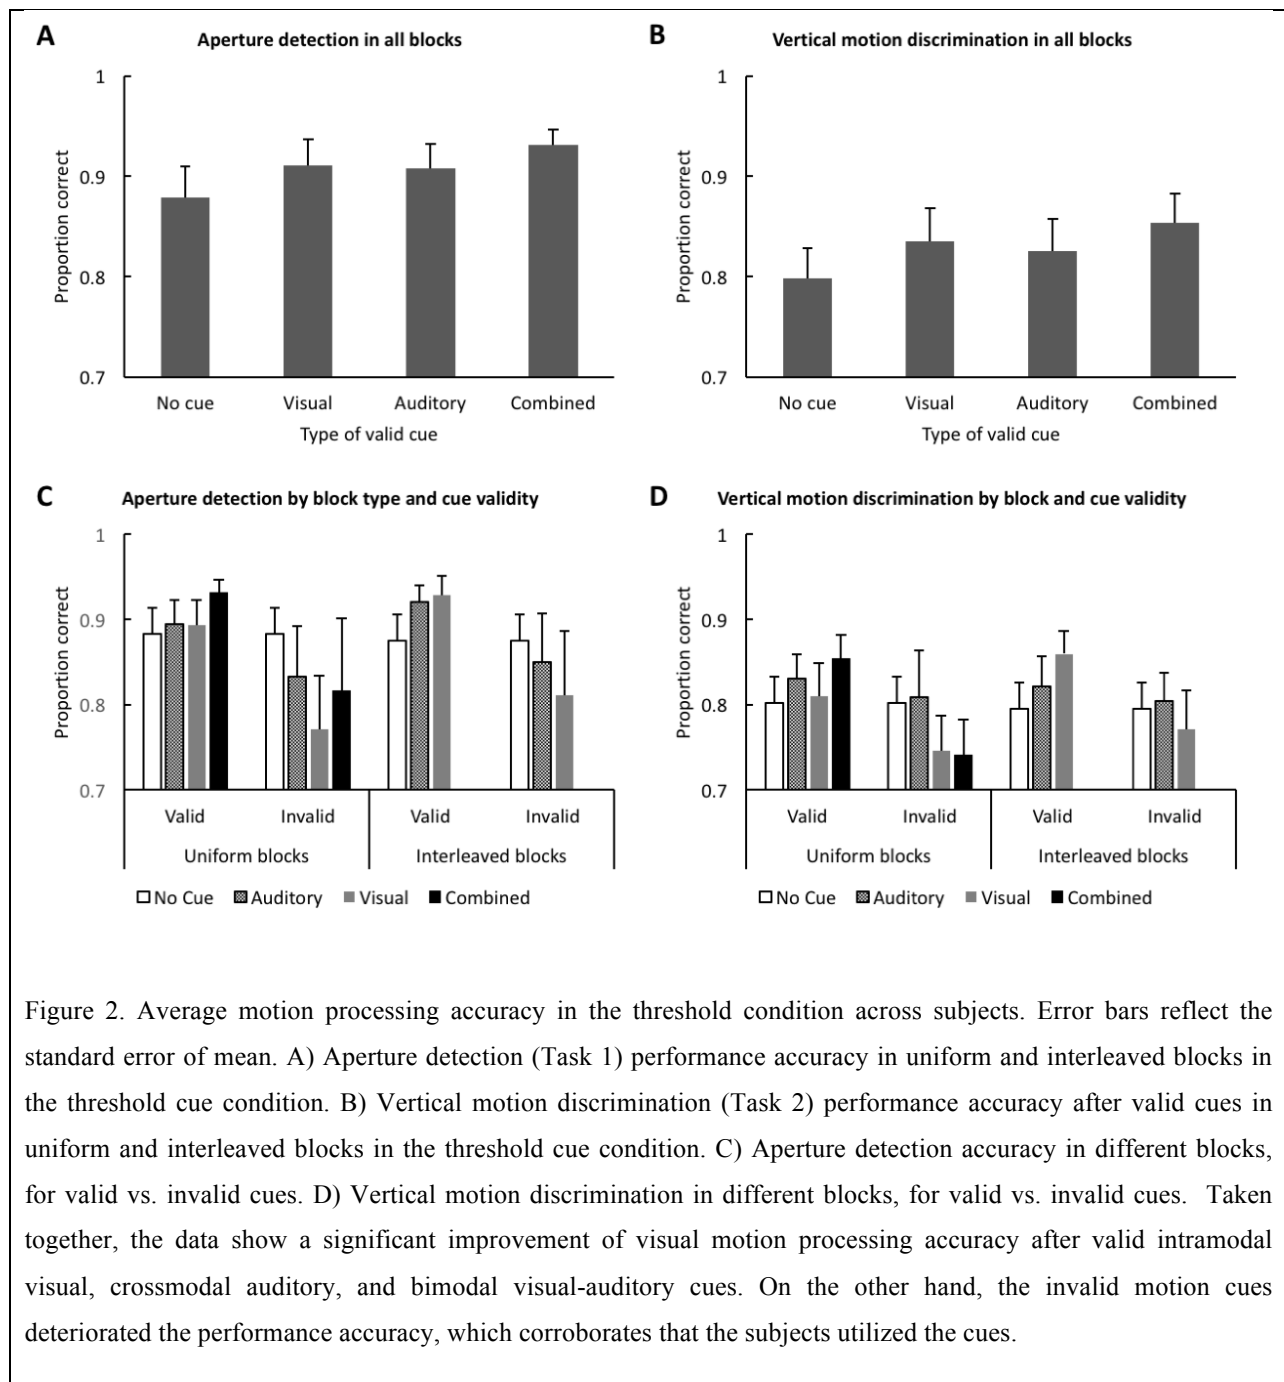 A Aperture detection in all blocks
1
0.9
0.8
0.7
Proportion correct
No cue Visual Auditory Combined
Type of valid cue
B Vertical motion discrimination in all blocks
1
0.9
0.8
0.7
Proportion correct
No cue Visual Auditory Combined
Type of valid cue
C Aperture detection by block type and cue validity
1
0.9
0.8
0.7
Proportion correct
Valid Invalid Valid Invalid
Uniform blocks Interleaved blocks
No Cue Auditory Visual Combined
D Vertical motion discrimination by block and cue validity
1
0.9
0.8
0.7
Proportion correct
Valid Invalid Valid Invalid
Uniform blocks Interleaved blocks
No Cue Auditory Visual Combined
Figure 2. Average motion processing accuracy in the threshold condition across subjects. Error bars reflect the
standard error of mean. A) Aperture detection (Task 1) performance accuracy in uniform and interleaved blocks in
the threshold cue condition. B) Vertical motion discrimination (Task 2) performance accuracy after valid cues in
uniform and interleaved blocks in the threshold cue condition. C) Aperture detection accuracy in different blocks,
for valid vs. invalid cues. D) Vertical motion discrimination in different blocks, for valid vs. invalid cues. Taken
together, the data show a significant improvement of visual motion processing accuracy after valid intramodal
visual, crossmodal auditory, and bimodal visual-auditory cues. On the other hand, the invalid motion cues
deteriorated the performance accuracy, which corroborates that the subjects utilized the cues.